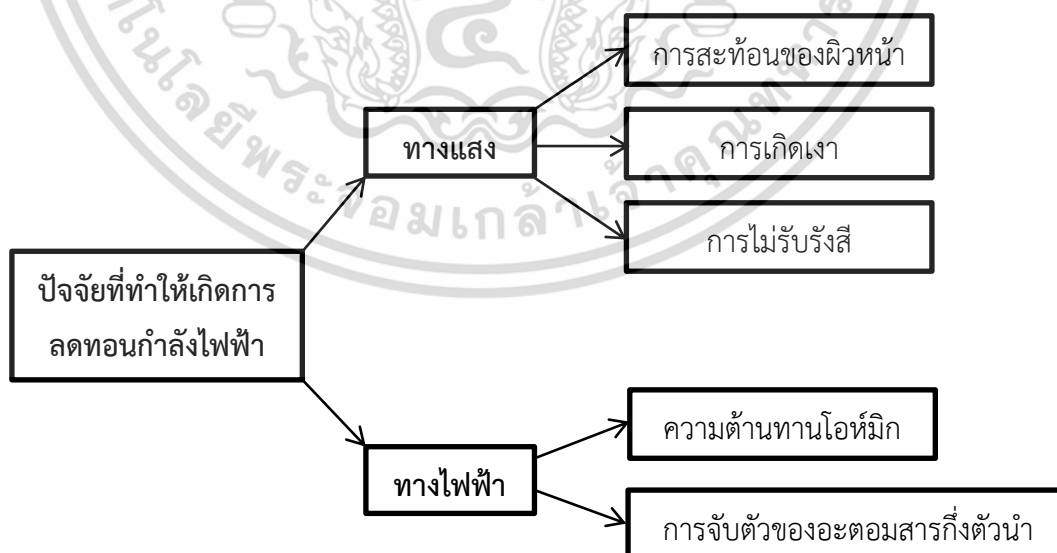 การสะท้อนของผิวหน้า
ทางแสง
การเกิดเงา
การไม่รับรังสี
ปัจจัยที่ทำให้เกิดการ
ลดทอนกำลังไฟฟ้า
ความต้านทานโอห์มิก
ทางไฟฟ้า
การจับตัวของอะตอมสารกึ่งตัวนำ